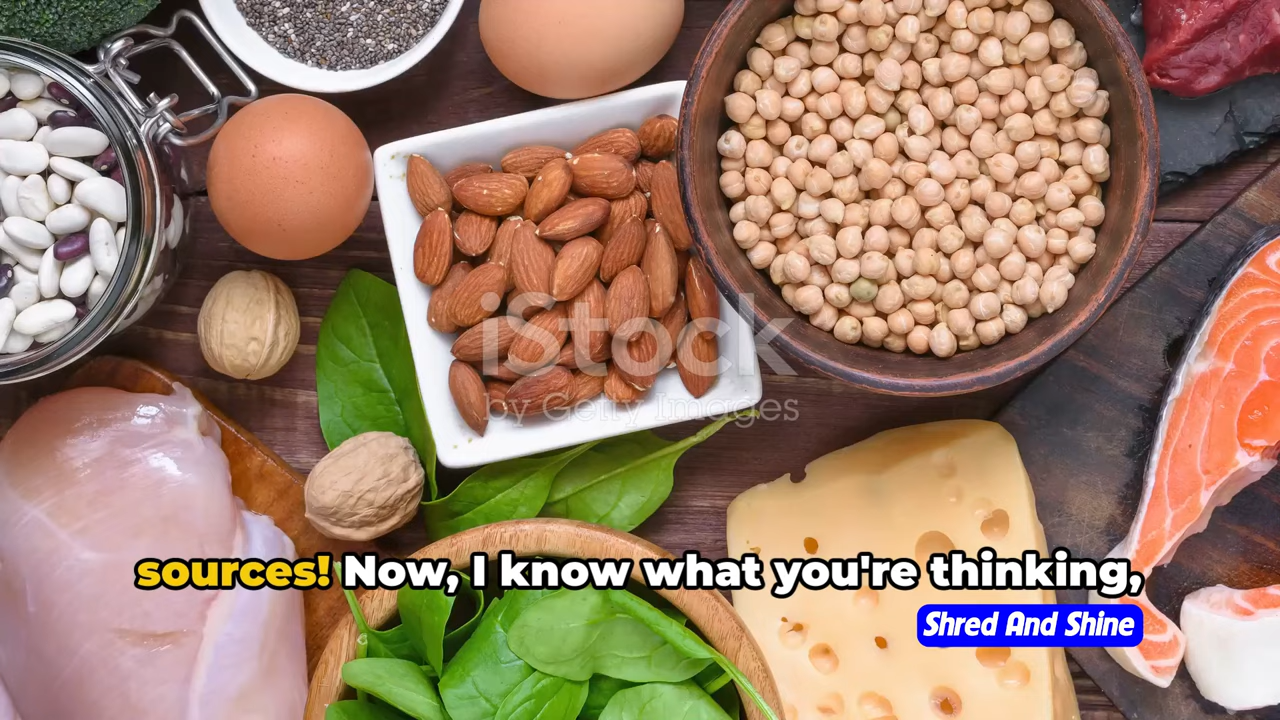 iStock
by Getty Images
sources! Now, I know what you're thinking,
Shred And Shine